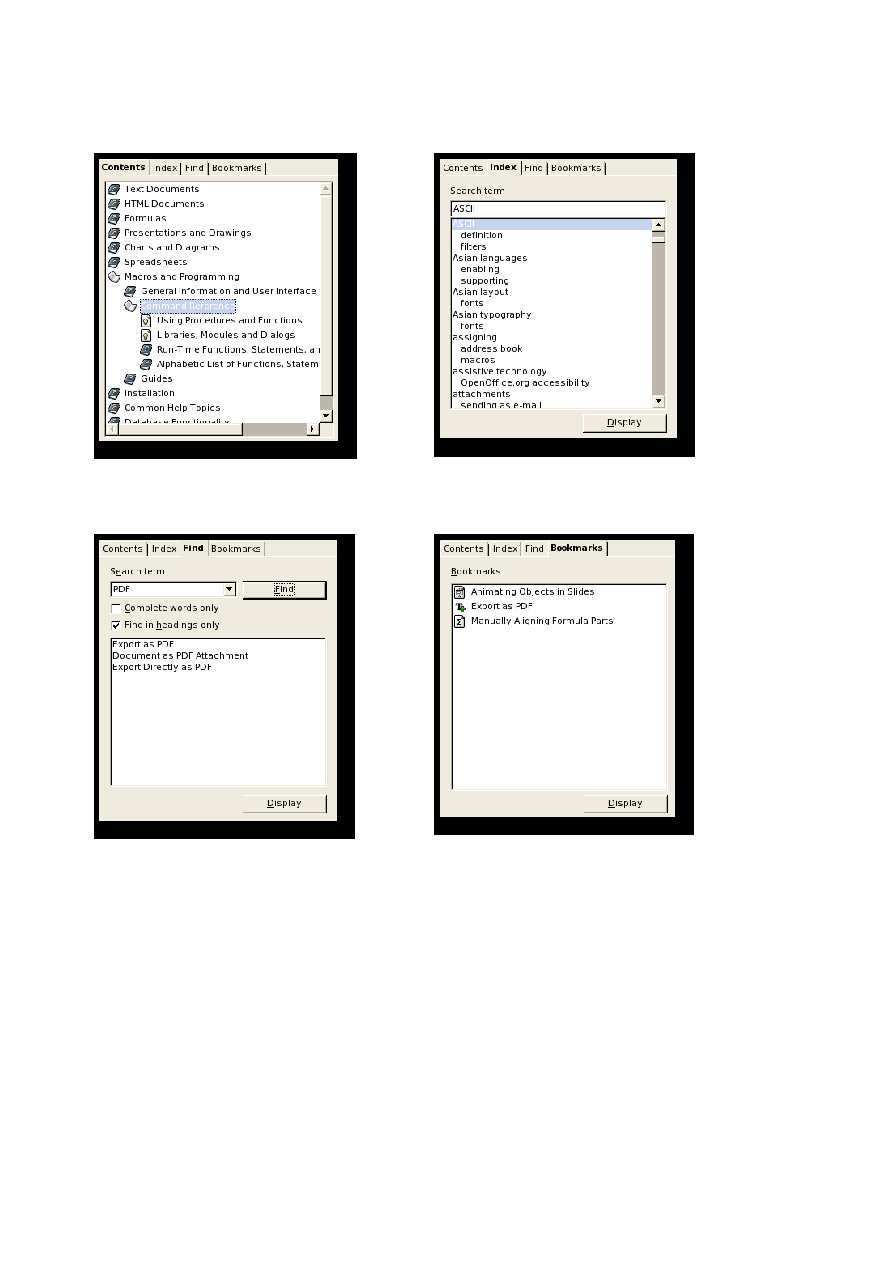 Contents Index Find Bookmarks
Text Documents
HTML Documents
Formulas
Presentations and Drawings
Charts and Diagrams
Spreadsheets
Macros and Programming
General Information and User Interface
Command Reference
Using Procedures and Functions
Libraries, Modules and Dialogs
Run-Time Functions, Statements, an
Alphabetic List of Functions, Statem
Guides
Installation
Common Help Topics
Database Functionality
Contents Index Find Bookmarks
Search term
ASCII
ASCII
definition
filters
Asian languages
enabling
supporting
Asian layout
fonts
Asian typography
fonts
assigning
address book
macros
assistive technology
OpenOffice.org accessibility
attachments
sending as e-mail
Display
Contents Index Find Bookmarks
Search term
PDF Find
Complete words only
Find in headings only
Export as PDF
Document as PDF Attachment
Export Directly as PDF
Display
Contents Index Find Bookmarks
Bookmarks
Animating Objects in Slides
Export as PDF
Manually Aligning Formula Parts
Display